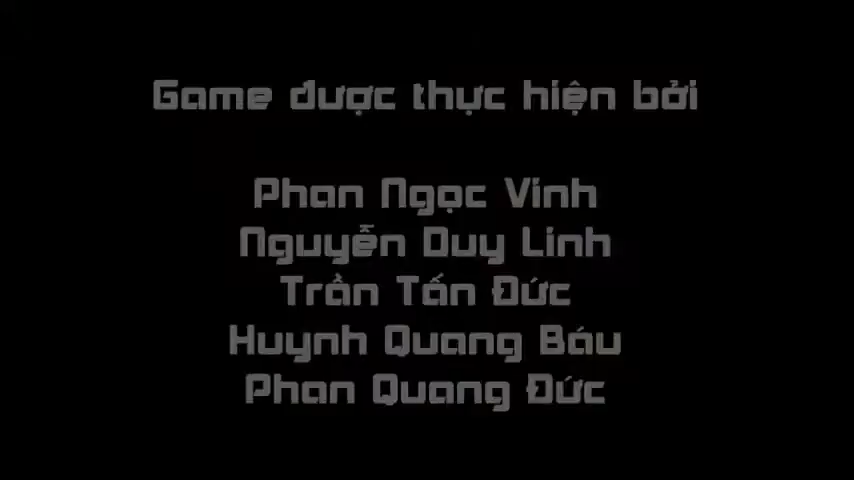 Game được thực hiện bởi
Phan Ngọc Vinh
Nguyễn Duy Linh
Trần Tấn Đức
Huynh Quang Báu
Phan Quang Đức